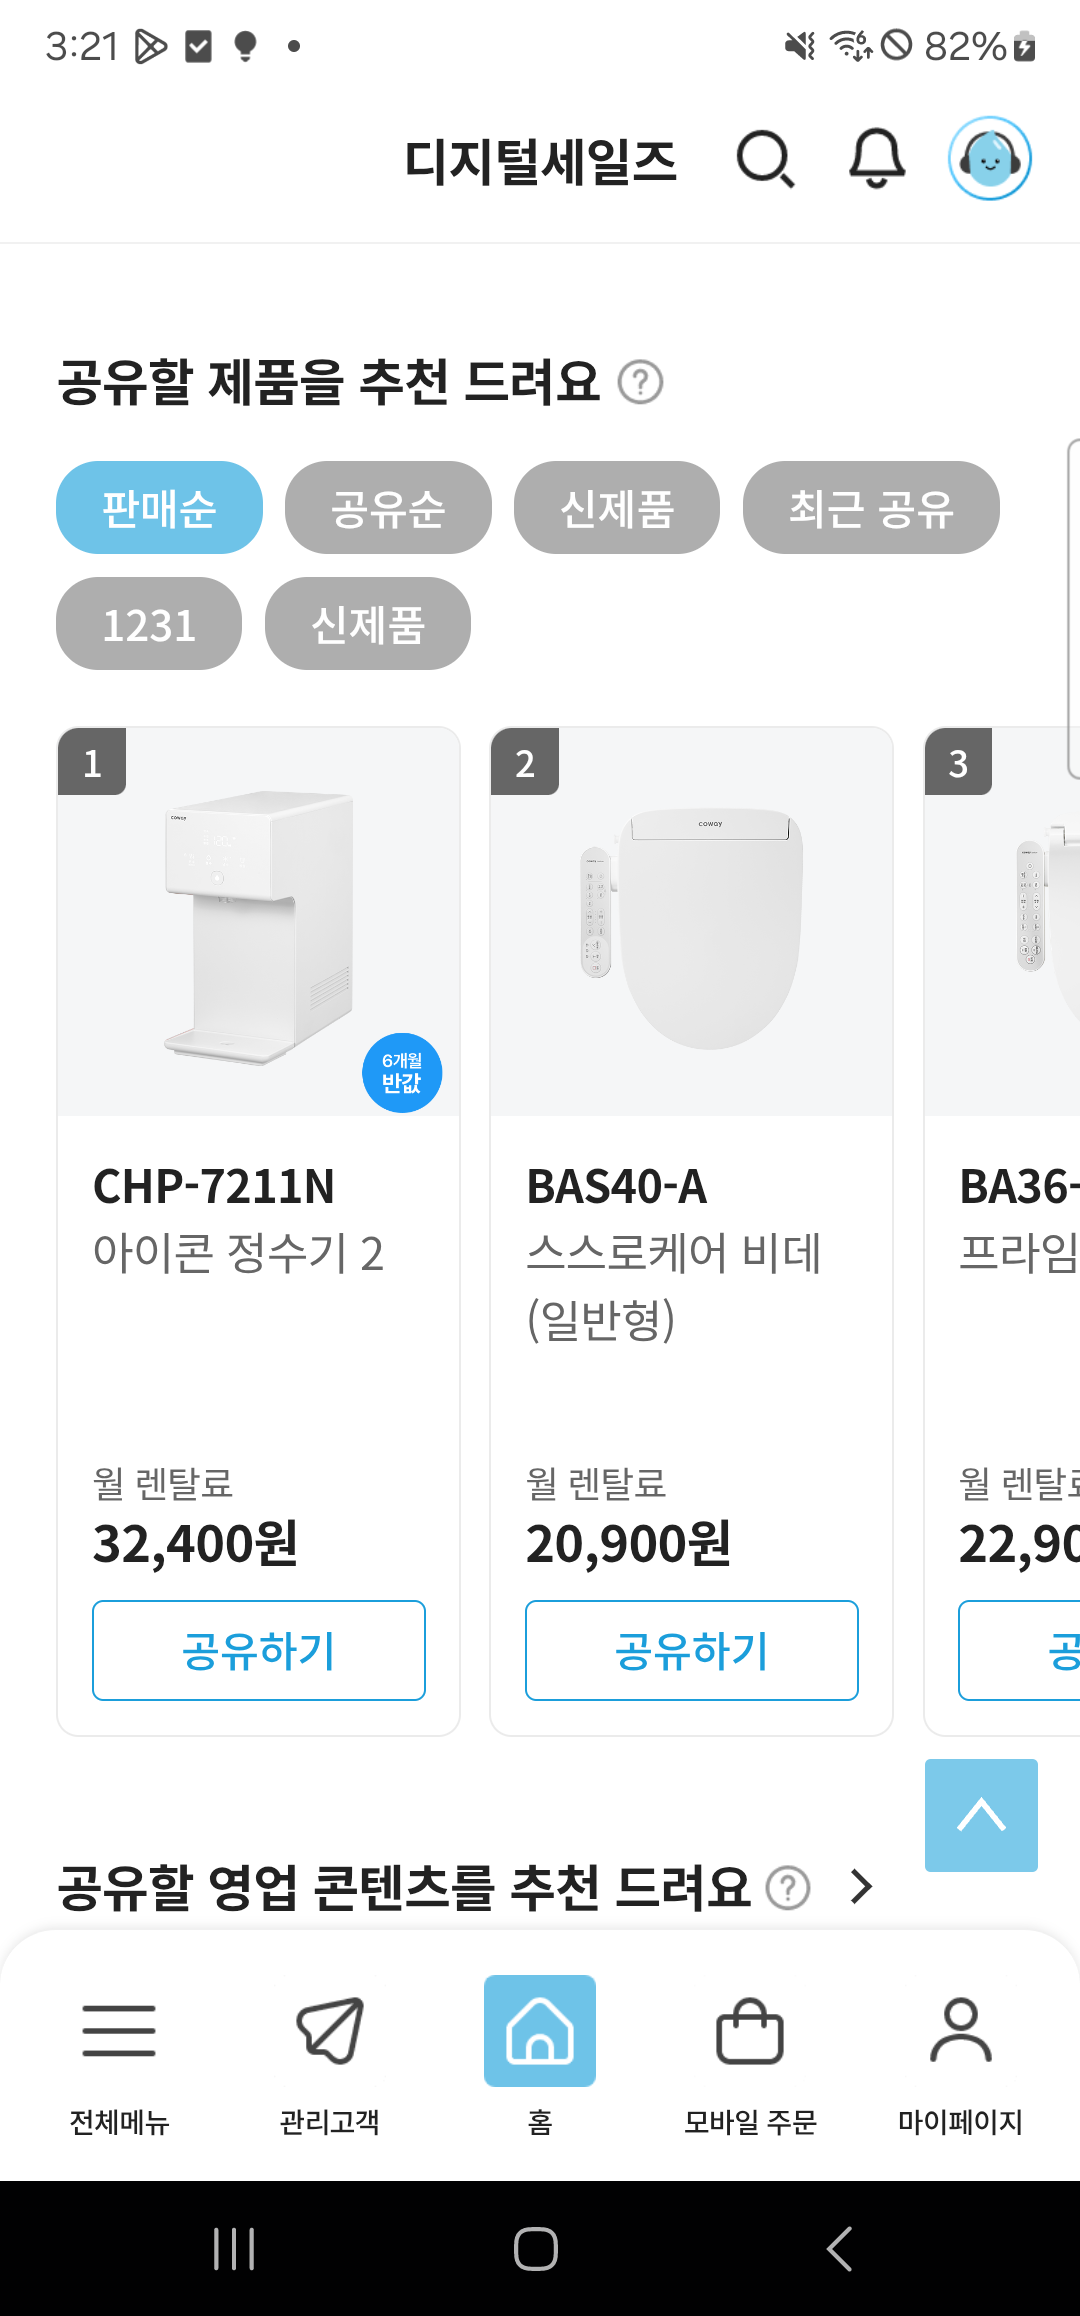 3:21
82%
디지털세일즈
공유할 제품을 추천 드려요 ?
판매순 공유순 신제품 최근 공유
1231 신제품
1 2 3
coway
coway
6개월
반값
CHP-7211N
아이콘 정수기 2
월 렌탈료
32,400원
공유하기
BAS40-A
스스로케어 비데
(일반형)
월 렌탈료
20,900원
공유하기
BA36-
프라임
월 렌탈료
22,90
공
공유할 영업 콘텐츠를 추천 드려요 ?
전체메뉴 관리고객 홈 모바일 주문 마이페이지